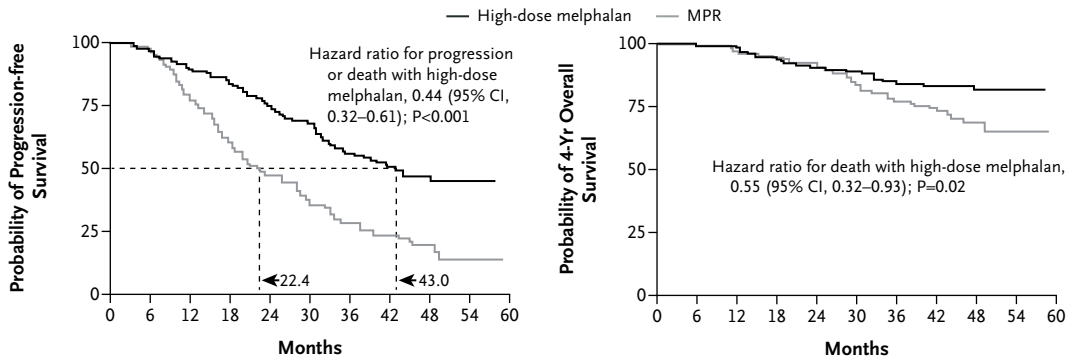 High-dose melphalan MPR
Probability of Progression-free
Survival
100
75
50
25
0
Hazard ratio for progression
or death with high-dose
melphalan, 0.44 (95% CI,
0.32–0.61); P<0.001
22.4
43.0
0 6 12 18 24 30 36 42 48 54 60
Months
Probability of 4-Yr Overall
Survival
100
75
50
25
0
Hazard ratio for death with high-dose melphalan,
0.55 (95% CI, 0.32–0.93); P=0.02
0 6 12 18 24 30 36 42 48 54 60
Months